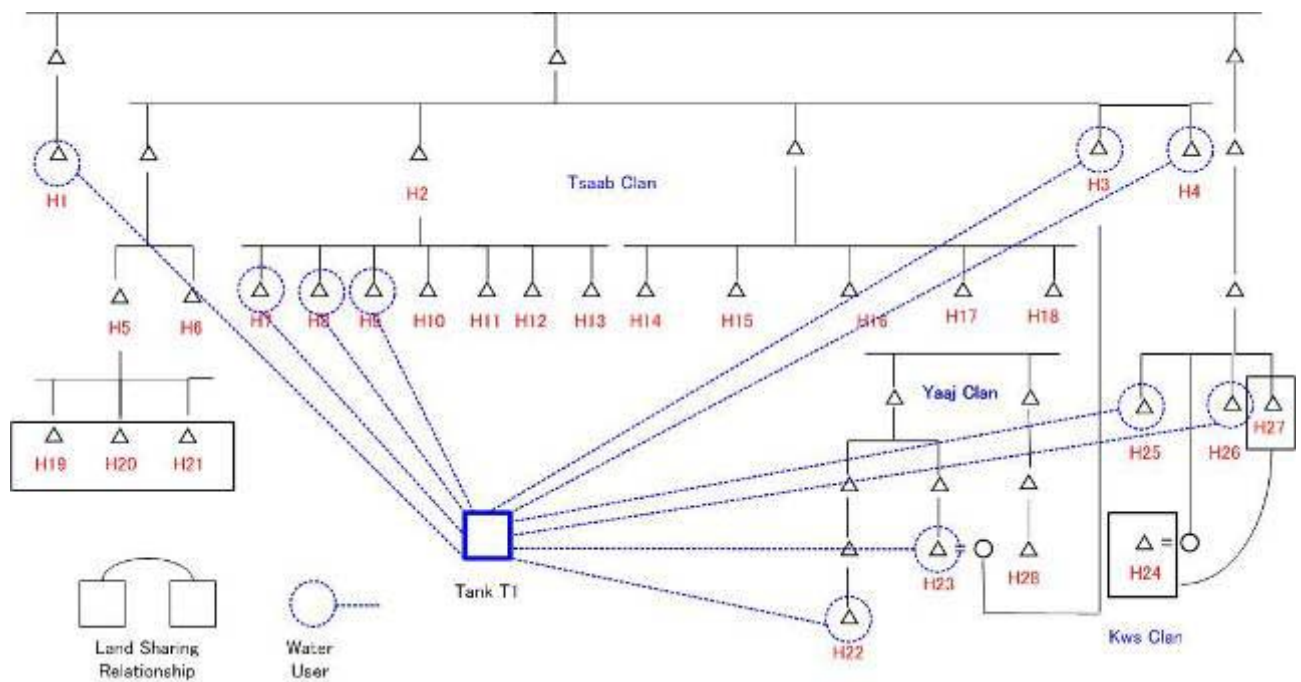 Tsaab Clan
H1
H2
H3
H4
H5
H6
H7
H8
H9
H10
H11
H12
H13
H14
H15
H16
H17
H18
Yaaj Clan
H19
H20
H21
H25
H26
H27
Tank T1
H23
H28
H24
H22
Kws Clan
Land Sharing
Relationship
Water
User